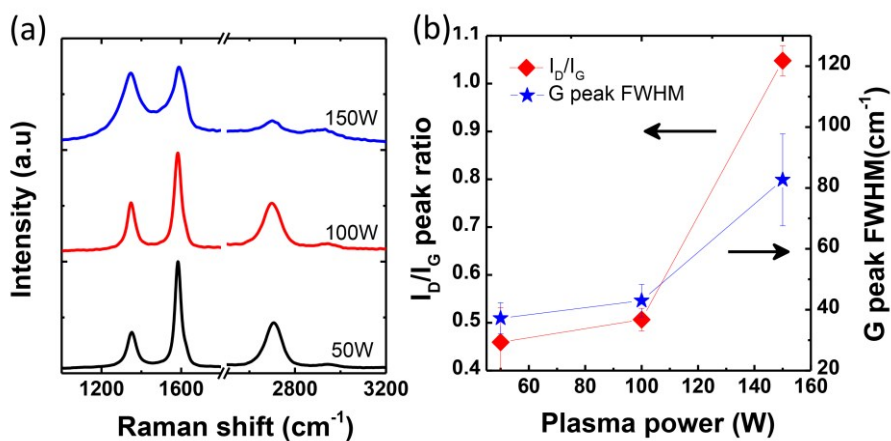 (a)
150W
100W
50W
Intensity (a.u)
1200 1600 2800 3200
Raman shift (cm-1)
(b)
I_D/I_G
G peak FWHM
1.1
1.0
0.9
0.8
0.7
0.6
0.5
0.4
I_D/I_G peak ratio
120
100
80
60
40
20
G peak FWHM(cm-1)
60 80 100 120 140 160
Plasma power (W)